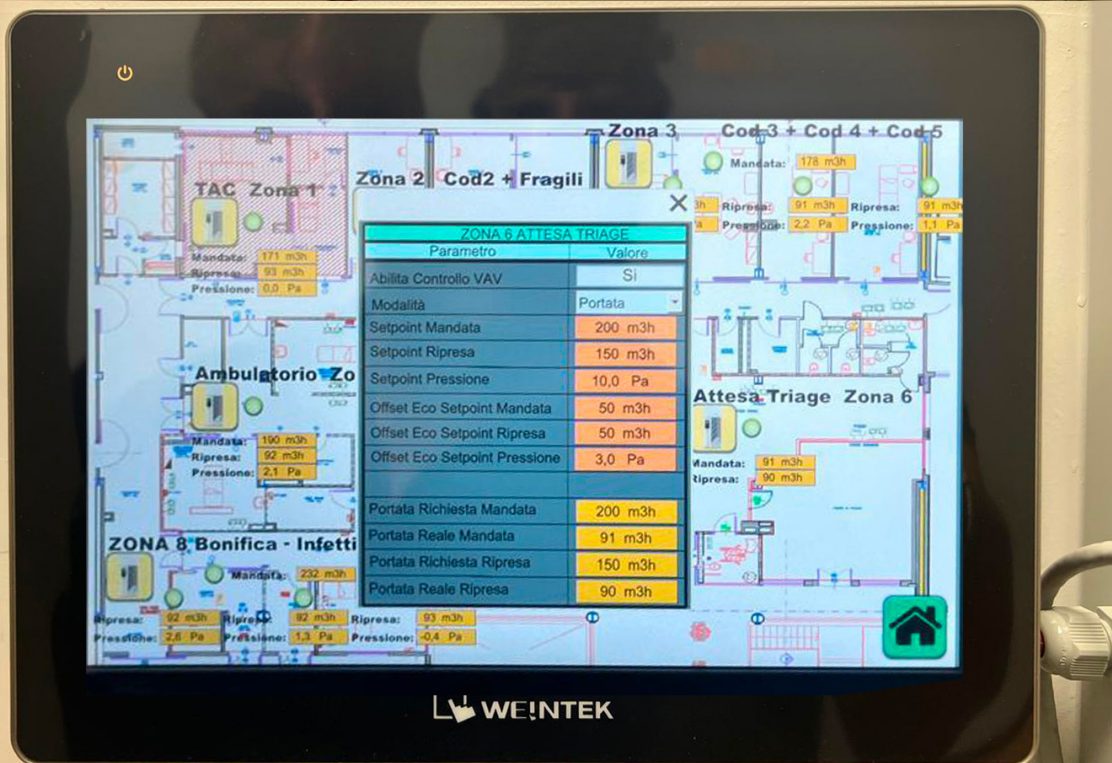 Zona 3
Cod 3 + Cod 4 + Cod 5
Mandata: 178 m3h
Zona 2 Cod2 + Fragili
TAC Zona 1
3h Ripresa: 91 m3h Ripresa: 91 m3h
a Pressione: 2,2 Pa Pressione: 1,1 Pa
Mandata: 171 m3h
Ripresa: 93 m3h
Pressione: 0,0 Pa
ZONA 6 ATTESA TRIAGE
Parametro Valore
Abilita Controllo VAV Si
Modalità Portata
Setpoint Mandata 200 m3h
Setpoint Ripresa 150 m3h
Setpoint Pressione 10,0 Pa
Offset Eco Setpoint Mandata 50 m3h
Offset Eco Setpoint Ripresa 50 m3h
Offset Eco Setpoint Pressione 3,0 Pa
Portata Richiesta Mandata 200 m3h
Portata Reale Mandata 91 m3h
Portata Richiesta Ripresa 150 m3h
Portata Reale Ripresa 90 m3h
Ambulatorio Zo
Mandata: 190 m3h
Ripresa: 92 m3h
Pressione: 2,1 Pa
Attesa Triage Zona 6
Mandata: 91 m3h
Ripresa: 90 m3h
ZONA 8 Bonifica - Infetti
Mandata: 232 m3h
Ripresa: 92 m3h Ripresa: 92 m3h Ripresa: 93 m3h
Pressione: 2,6 Pa Pressione: 1,3 Pa Pressione: -0,4 Pa
WE!NTEK